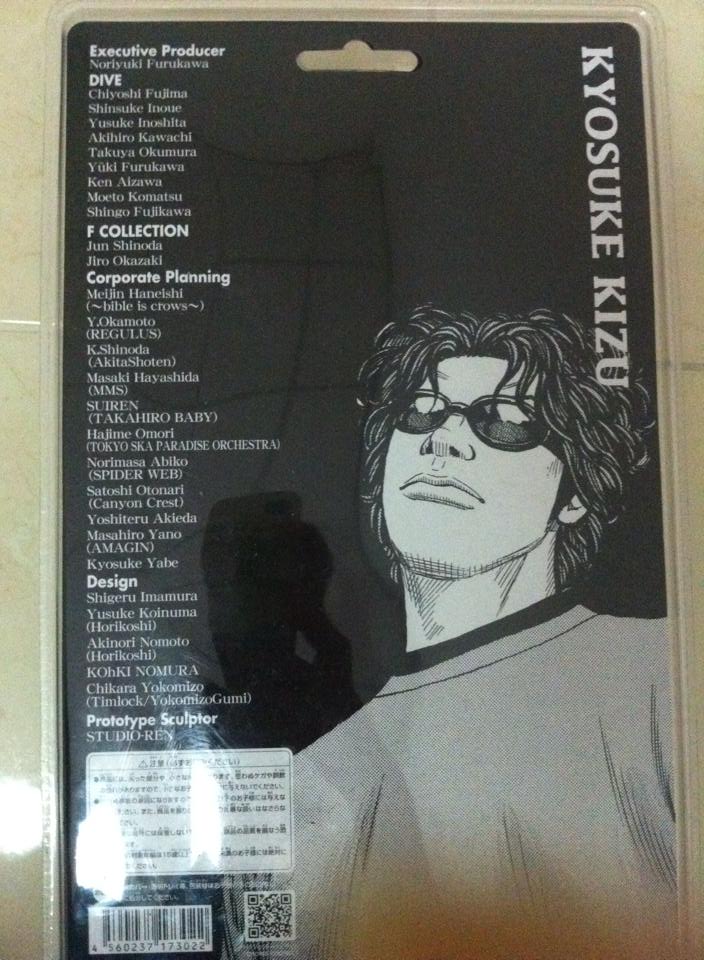 Executive Producer
Noriyuki Furukawa
DIVE
Chiyoshi Fujima
Shinsuke Inoue
Yusuke Inoshita
Akihiro Kawachi
Takuya Okumura
Yûki Furukawa
Ken Aizawa
Moeto Komatsu
Shingo Fujikawa
F COLLECTION
Jun Shinoda
Jiro Okazaki
Corporate Planning
Meijin Haneishi
(〜bible is crows〜)
Y.Okamoto
(REGULUS)
K.Shinoda
(AkitaShoten)
Masaki Hayashida
(MMS)
SUIREN
(TAKAHIRO BABY)
Hajime Omori
(TOKYO SKA PARADISE ORCHESTRA)
Norimasa Abiko
(SPIDER WEB)
Satoshi Otonari
(Canyon Crest)
Yoshiteru Akieda
Masahiro Yano
(AMAGIN)
Kyosuke Yabe
Design
Shigeru Imamura
Yusuke Koinuma
(Horikoshi)
Akinori Nomoto
(Horikoshi)
KOhKI NOMURA
Chikara Yokomizo
(Timlock/YokomizoGumi)
Prototype Sculptor
STUDIO-REN
KYOSUKE KIZU
⚠注意
4 560237 173022